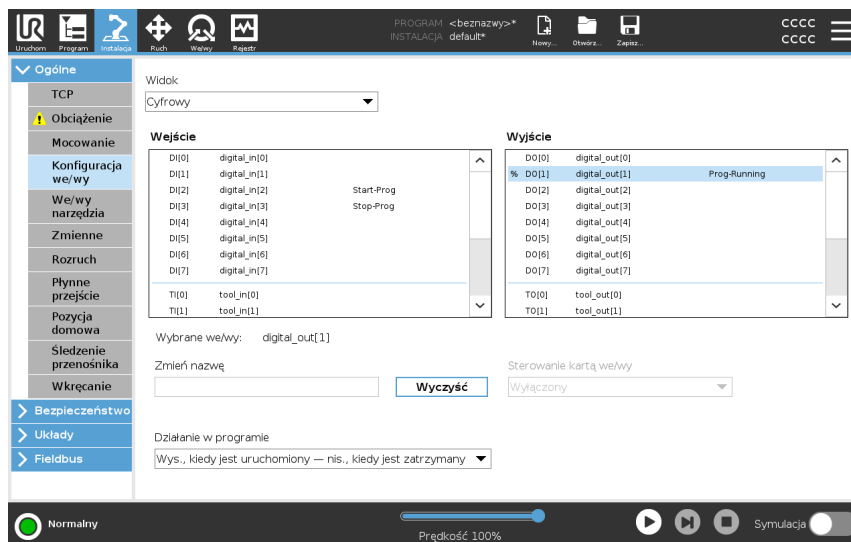 PROGRAM <beznazwy>*
INSTALACJA default*
Uruchom Program Instalacja Ruch We/wy Rejestr Nowy... Otwórz... Zapisz...
CCCC
CCCC
Ogólne
TCP
Obciążenie
Mocowanie
Konfiguracja
we/wy
We/wy
narzędzia
Zmienne
Rozruch
Płynne
przejście
Pozycja
domowa
Śledzenie
przenośnika
Wkręcanie
Bezpieczeństwo
Układy
Fieldbus
Widok
Cyfrowy
Wejście
DI[0] digital_in[0]
DI[1] digital_in[1]
DI[2] digital_in[2] Start-Prog
DI[3] digital_in[3] Stop-Prog
DI[4] digital_in[4]
DI[5] digital_in[5]
DI[6] digital_in[6]
DI[7] digital_in[7]
TI[0] tool_in[0]
TI[1] tool_in[1]
Wyjście
DO[0] digital_out[0]
% DO[1] digital_out[1] Prog-Running
DO[2] digital_out[2]
DO[3] digital_out[3]
DO[4] digital_out[4]
DO[5] digital_out[5]
DO[6] digital_out[6]
DO[7] digital_out[7]
TO[0] tool_out[0]
TO[1] tool_out[1]
Wybrane we/wy: digital_out[1]
Zmień nazwę
Wyczyść
Sterowanie kartą we/wy
Wyłączony
Działanie w programie
Wys., kiedy jest uruchomiony — nis., kiedy jest zatrzymany
Normalny
Prędkość 100%
Symulacja